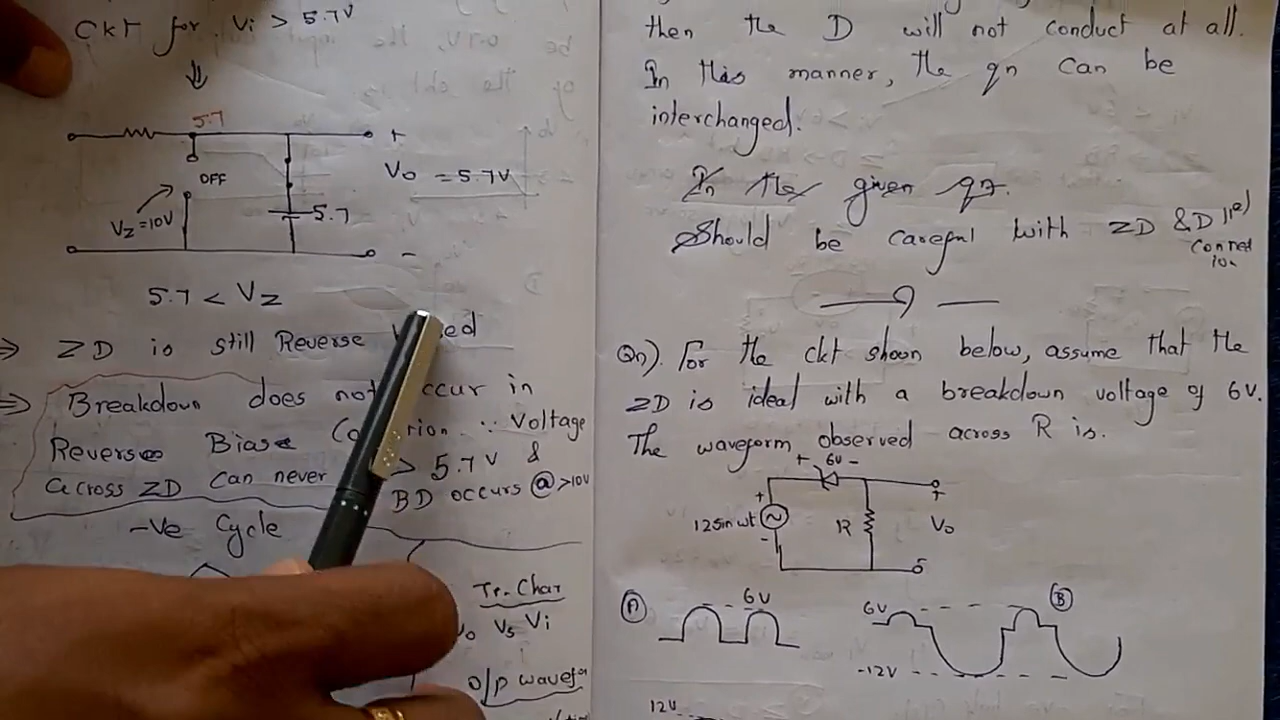 Ckt for Vi > 5.7V
5.7
OFF
Vz=10V
5.7
+
Vo = 5.7V
-
5.7 < Vz
⇒ ZD is still Reverse
⇒ Breakdown does not occur in
Reverse Bias ∵ Voltage
across ZD can never > 5.7V &
BD occurs @ >10V
-Ve Cycle
Tr. Char
Vo Vs Vi
O/p
then the D will not conduct at all.
In this manner, the qn can be
interchanged.
In the given qn.
Should be careful with ZD & D ||el
Qn). For the ckt shown below, assume that the
ZD is ideal with a breakdown voltage of 6V.
The waveform observed across R is.
+ 6V -
+
12 Sin wt
-
R
+
Vo
-
A 6V
6V B
-12V
12V